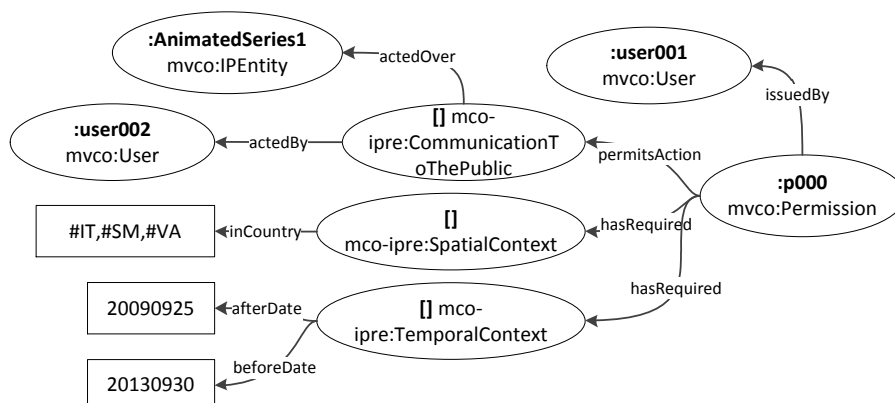 :AnimatedSeries1
mvco:IPEntity
actedOver
:user001
mvco:User
issuedBy
:user002
mvco:User
actedBy
[] mco-
ipre:CommunicationT
oThePublic
permitsAction
:p000
mvco:Permission
#IT,#SM,#VA
inCountry
[]
mco-ipre:SpatialContext
hasRequired
hasRequired
20090925
afterDate
[] mco-
ipre:TemporalContext
beforeDate
20130930